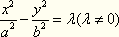 x²/a² − y²/b² = λ(λ ≠ 0)